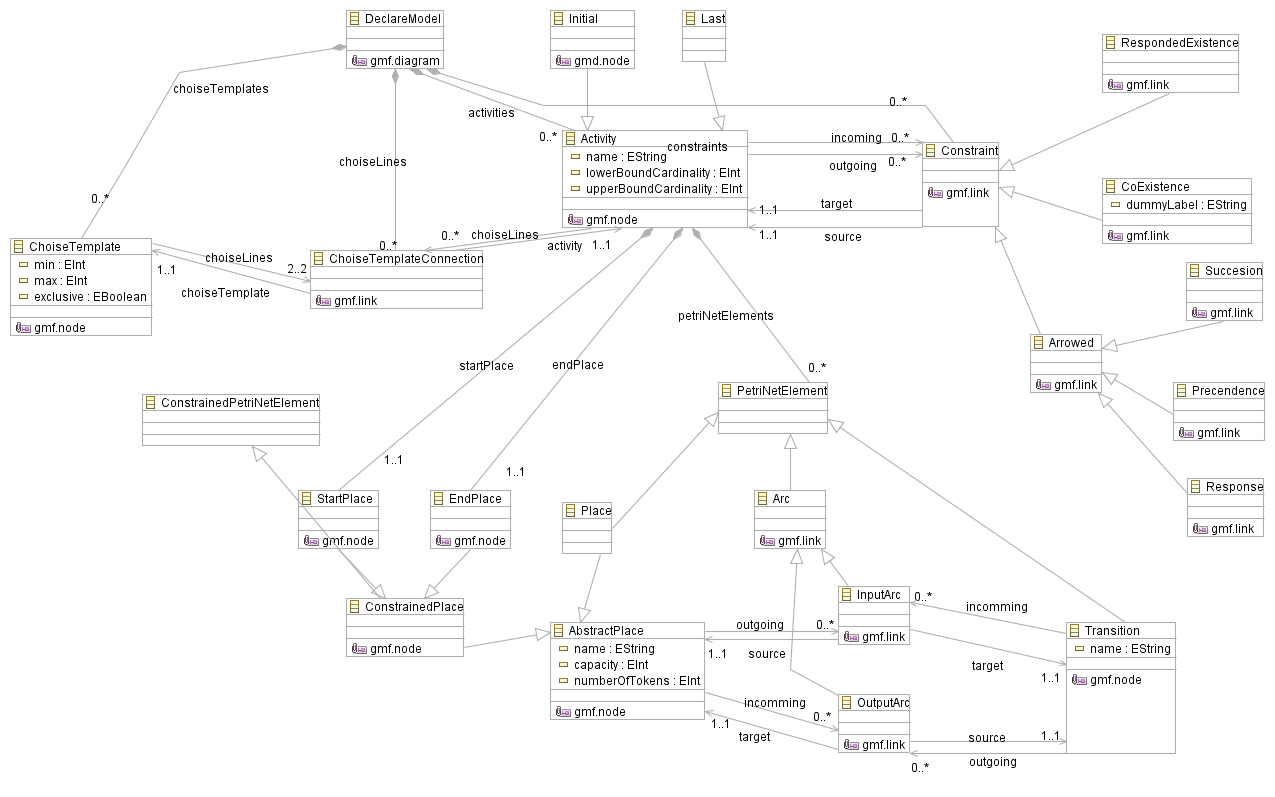 DeclareModel
gmf.diagram
Initial
gmd.node
Last
RespondedExistence
gmf.link
choiseTemplates
activities
0..*
0..*
choiseLines
Activity
name : EString
lowerBoundCardinality : EInt
upperBoundCardinality : EInt
gmf.node
constraints
incoming
0..*
outgoing
0..*
Constraint
gmf.link
target
1..1
source
1..1
CoExistence
dummyLabel : EString
gmf.link
0..*
ChoiseTemplate
min : EInt
max : EInt
exclusive : EBoolean
gmf.node
choiseLines
2..2
1..1
choiseTemplate
0..*
ChoiseTemplateConnection
gmf.link
0..*
choiseLines
activity
1..1
Succesion
gmf.link
petriNetElements
0..*
Arrowed
gmf.link
startPlace
endPlace
1..1
1..1
PetriNetElement
Precendence
gmf.link
ConstrainedPetriNetElement
StartPlace
gmf.node
EndPlace
gmf.node
Place
Arc
gmf.link
Response
gmf.link
ConstrainedPlace
gmf.node
AbstractPlace
name : EString
capacity : EInt
numberOfTokens : EInt
gmf.node
outgoing
0..*
1..1
source
InputArc
gmf.link
0..*
incomming
target
1..1
Transition
name : EString
gmf.node
incomming
0..*
1..1
target
OutputArc
gmf.link
source
1..1
0..*
outgoing